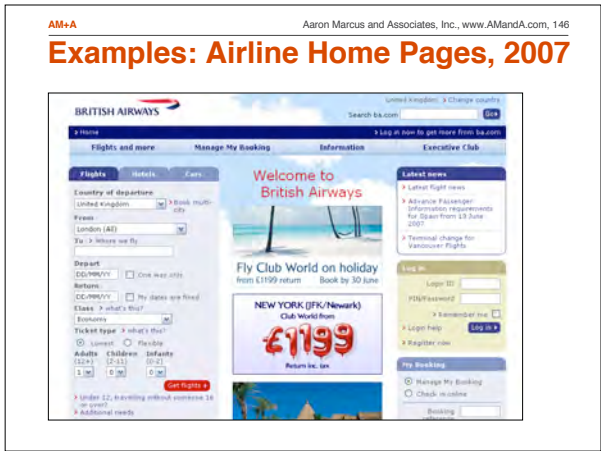 AM+A
Aaron Marcus and Associates, Inc., www.AMandA.com, 146
Examples: Airline Home Pages, 2007
BRITISH AIRWAYS
United Kingdom Change country
Search ba.com Go
Home
Log in now to get more from ba.com
Flights and more Manage My Booking Information Executive Club
Flights Hotels Cars
Country of departure
United Kingdom
Book multi-
city
From
London (All)
To Where we fly
Depart
DD/MM/YY One way only
Return
DD/MM/YY My dates are fixed
Class what's this?
Economy
Ticket type what's this?
Lowest Flexible
Adults Children Infants
(12+) (2-11) (0-2)
1 0 0
Get flights
Under 12, travelling without someone 16
or over?
Additional needs
Welcome to
British Airways
Fly Club World on holiday
from £1199 return Book by 30 June
NEW YORK (JFK/Newark)
Club World from
£1199
Return inc. tax
Latest news
Latest flight news
Advance Passenger
Information requirements
for Spain from 19 June
2007
Terminal change for
Vancouver flights
Log in
Login ID
PIN/Password
Remember me
Login help Log in
Register now
My Booking
Manage My Booking
Check in online
Booking
reference